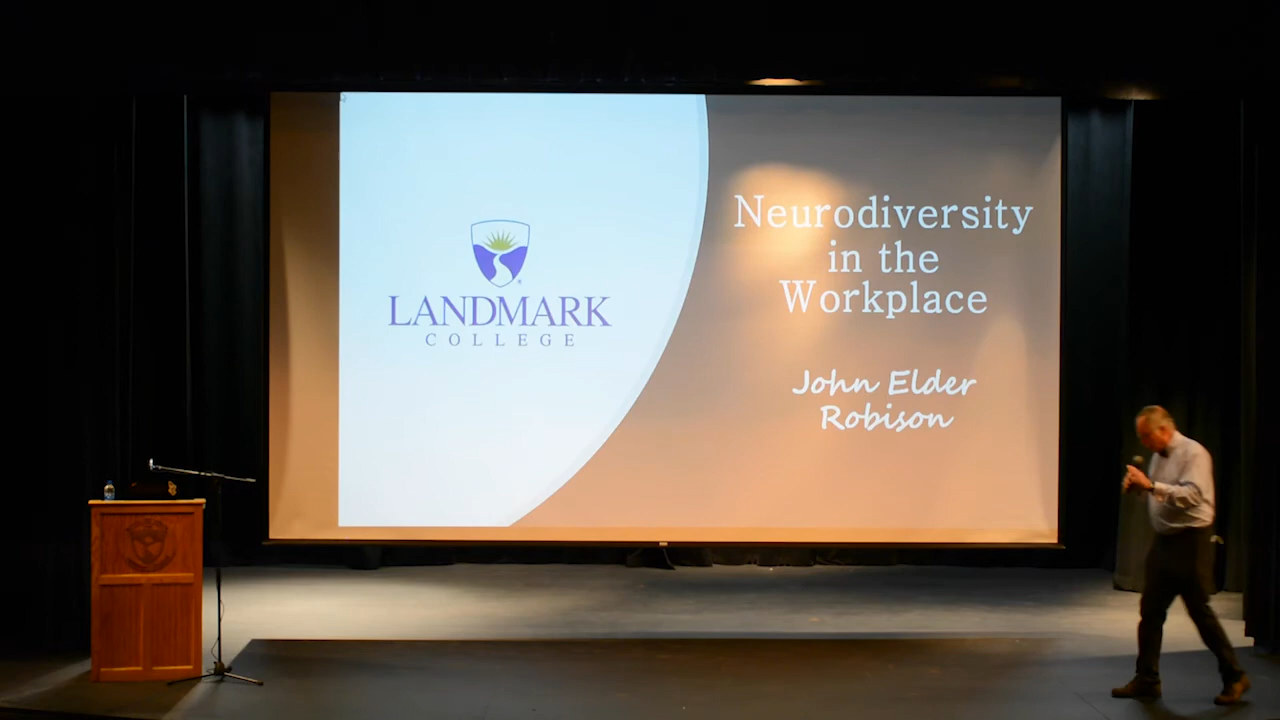 LANDMARK
COLLEGE
Neurodiversity
in the
Workplace
John Elder
Robison